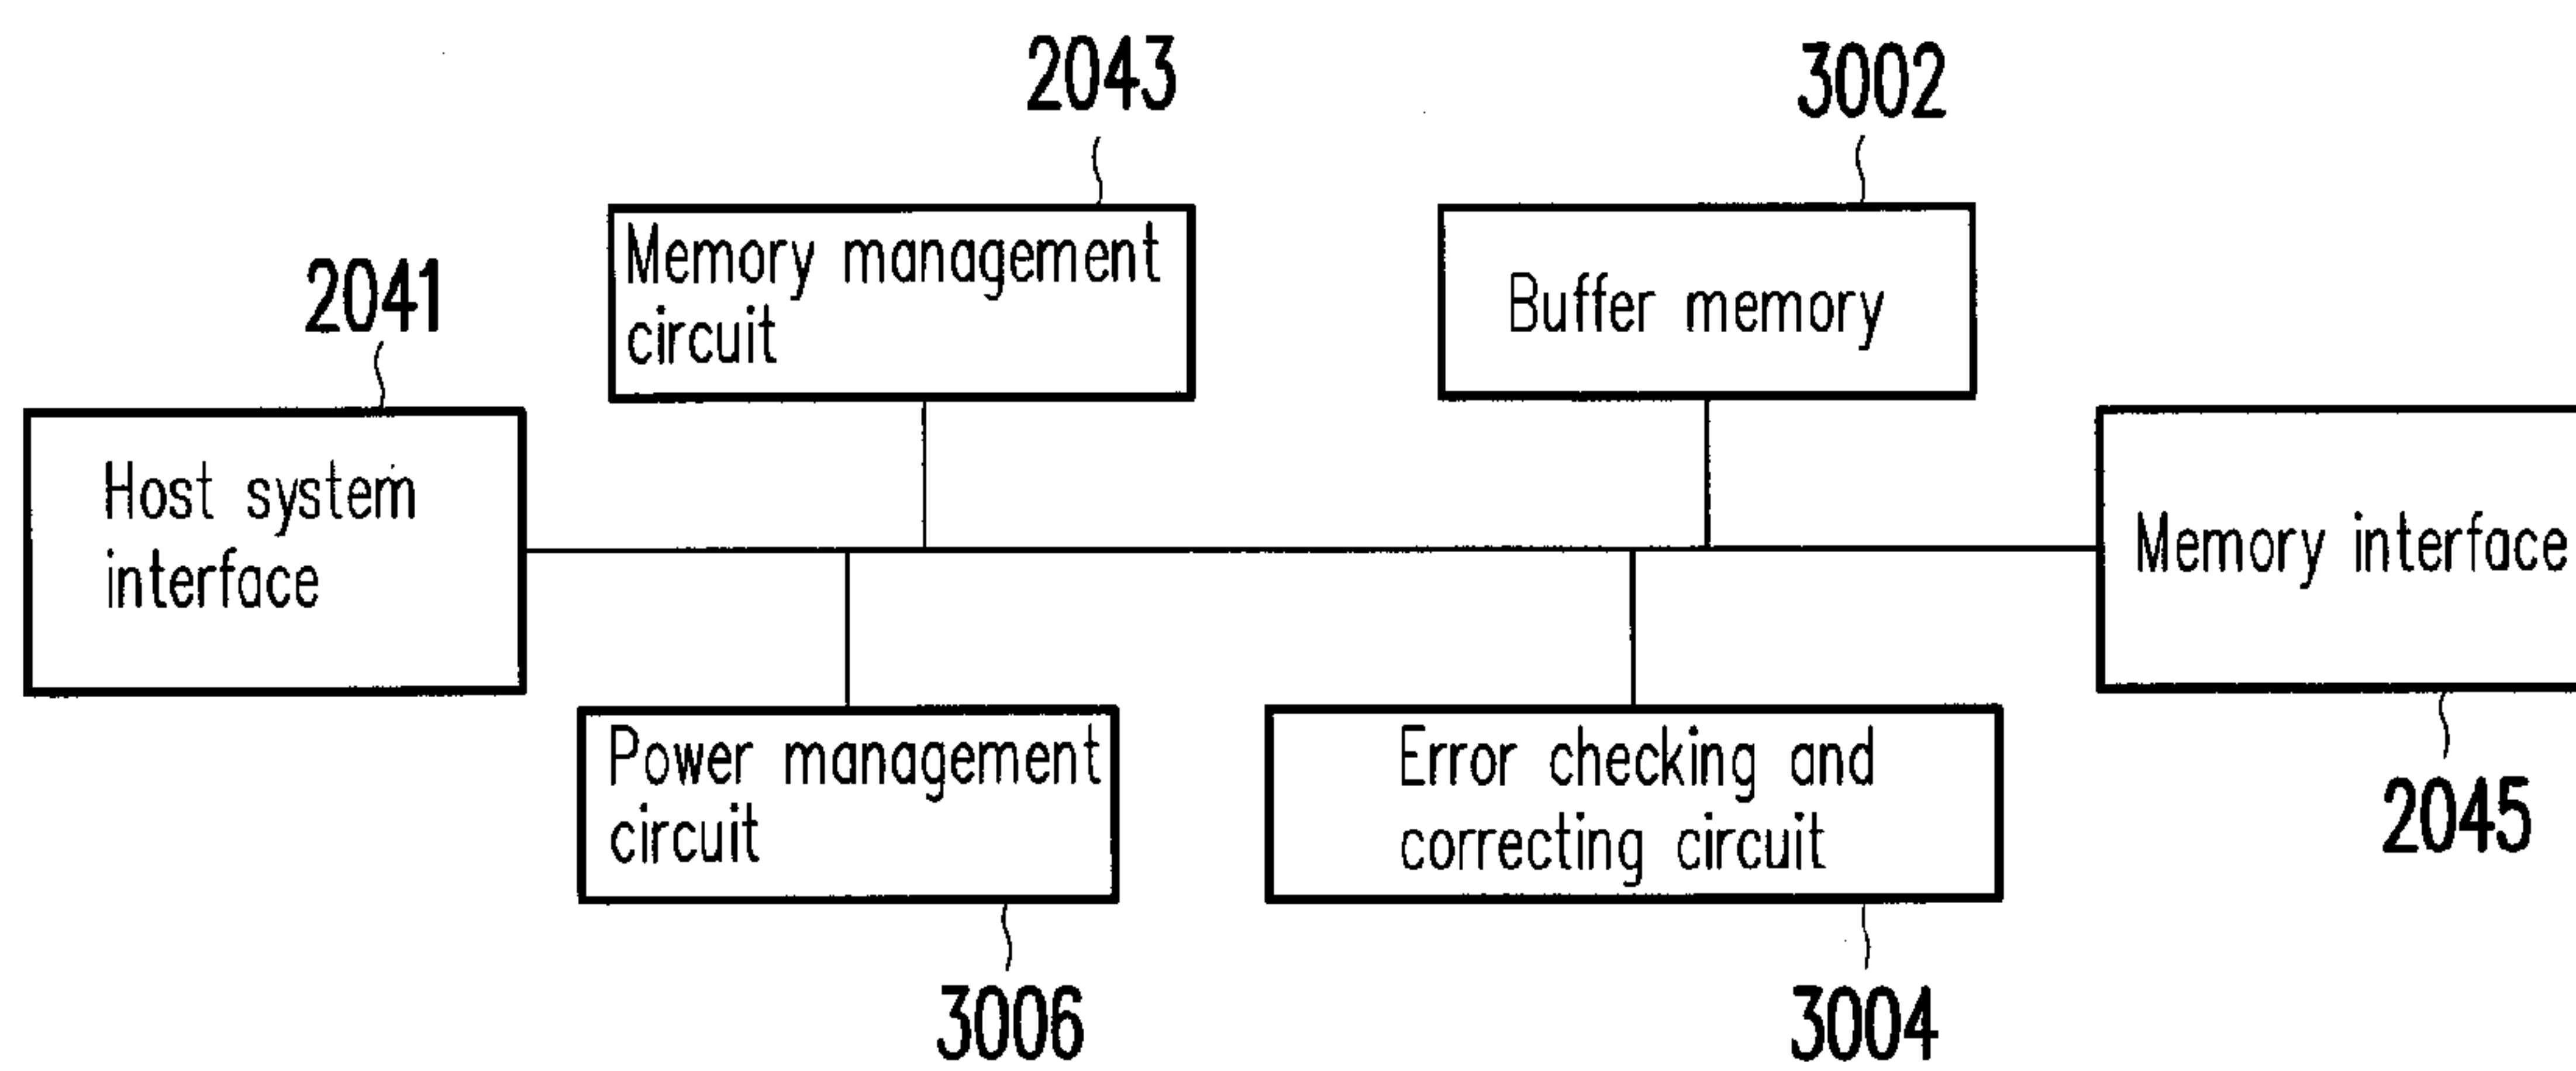 2043
3002
Memory management
circuit
Buffer memory
2041
Host system
interface
Memory interface
Power management
circuit
Error checking and
correcting circuit
2045
3006
3004